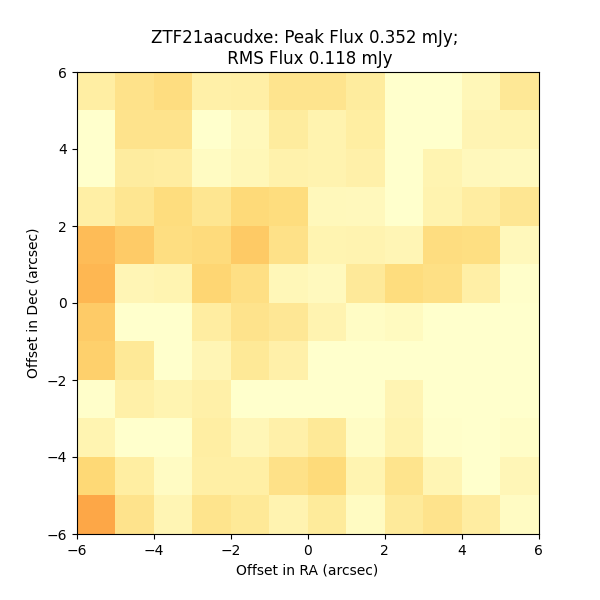 ZTF21aacudxe: Peak Flux 0.352 mJy;
RMS Flux 0.118 mJy
6
4
2
0
−2
−4
−6
Offset in Dec (arcsec)
−6 −4 −2 0 2 4 6
Offset in RA (arcsec)